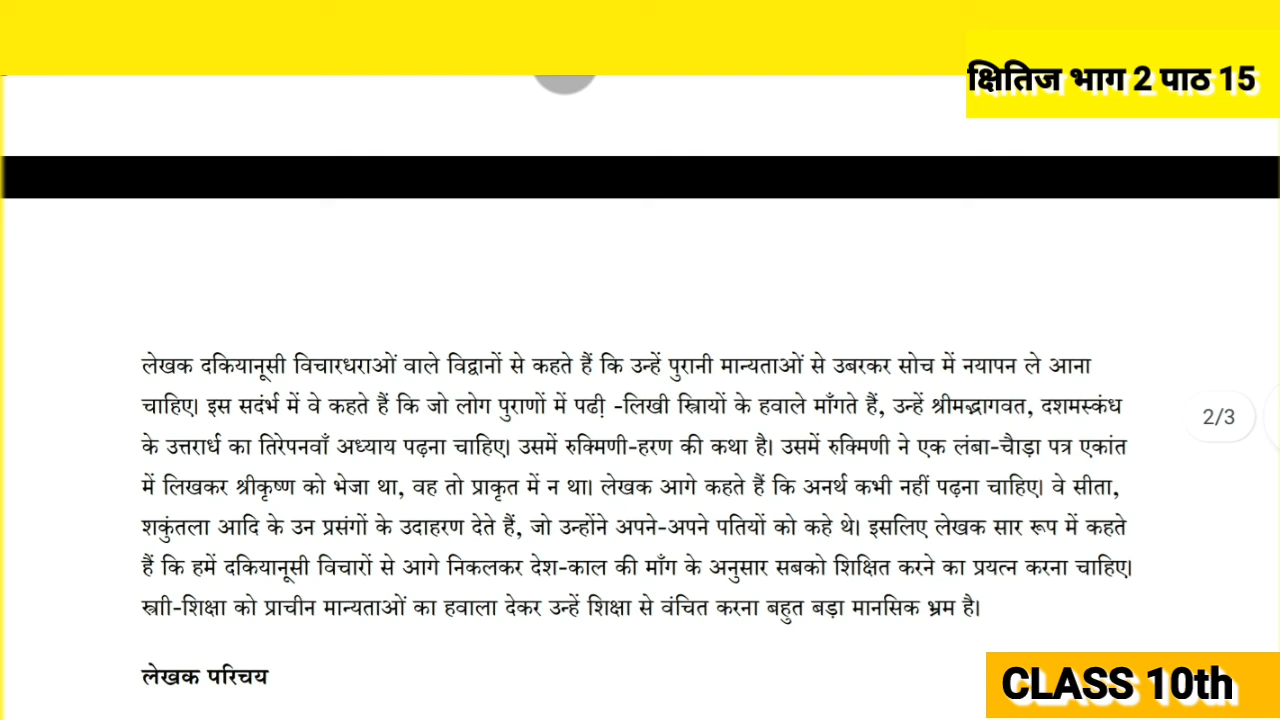 क्षितिज भाग 2 पाठ 15
लेखक दकियानूसी विचारधराओं वाले विद्वानों से कहते हैं कि उन्हें पुरानी मान्यताओं से उबरकर सोच में नयापन ले आना
चाहिए। इस सदंर्भ में वे कहते हैं कि जो लोग पुराणों में पढी़ -लिखी स्त्रिायों के हवाले माँगते हैं, उन्हें श्रीमद्भागवत, दशमस्कंध
के उत्तरार्ध का तिरेपनवाँ अध्याय पढ़ना चाहिए। उसमें रुक्मिणी-हरण की कथा है। उसमें रुक्मिणी ने एक लंबा-चौड़ा पत्र एकांत
में लिखकर श्रीकृष्ण को भेजा था, वह तो प्राकृत में न था। लेखक आगे कहते हैं कि अनर्थ कभी नहीं पढ़ना चाहिए। वे सीता,
शकुंतला आदि के उन प्रसंगों के उदाहरण देते हैं, जो उन्होंने अपने-अपने पतियों को कहे थे। इसलिए लेखक सार रूप में कहते
हैं कि हमें दकियानूसी विचारों से आगे निकलकर देश-काल की माँग के अनुसार सबको शिक्षित करने का प्रयत्न करना चाहिए।
स्त्राी-शिक्षा को प्राचीन मान्यताओं का हवाला देकर उन्हें शिक्षा से वंचित करना बहुत बड़ा मानसिक भ्रम है।
2/3
लेखक परिचय
CLASS 10th